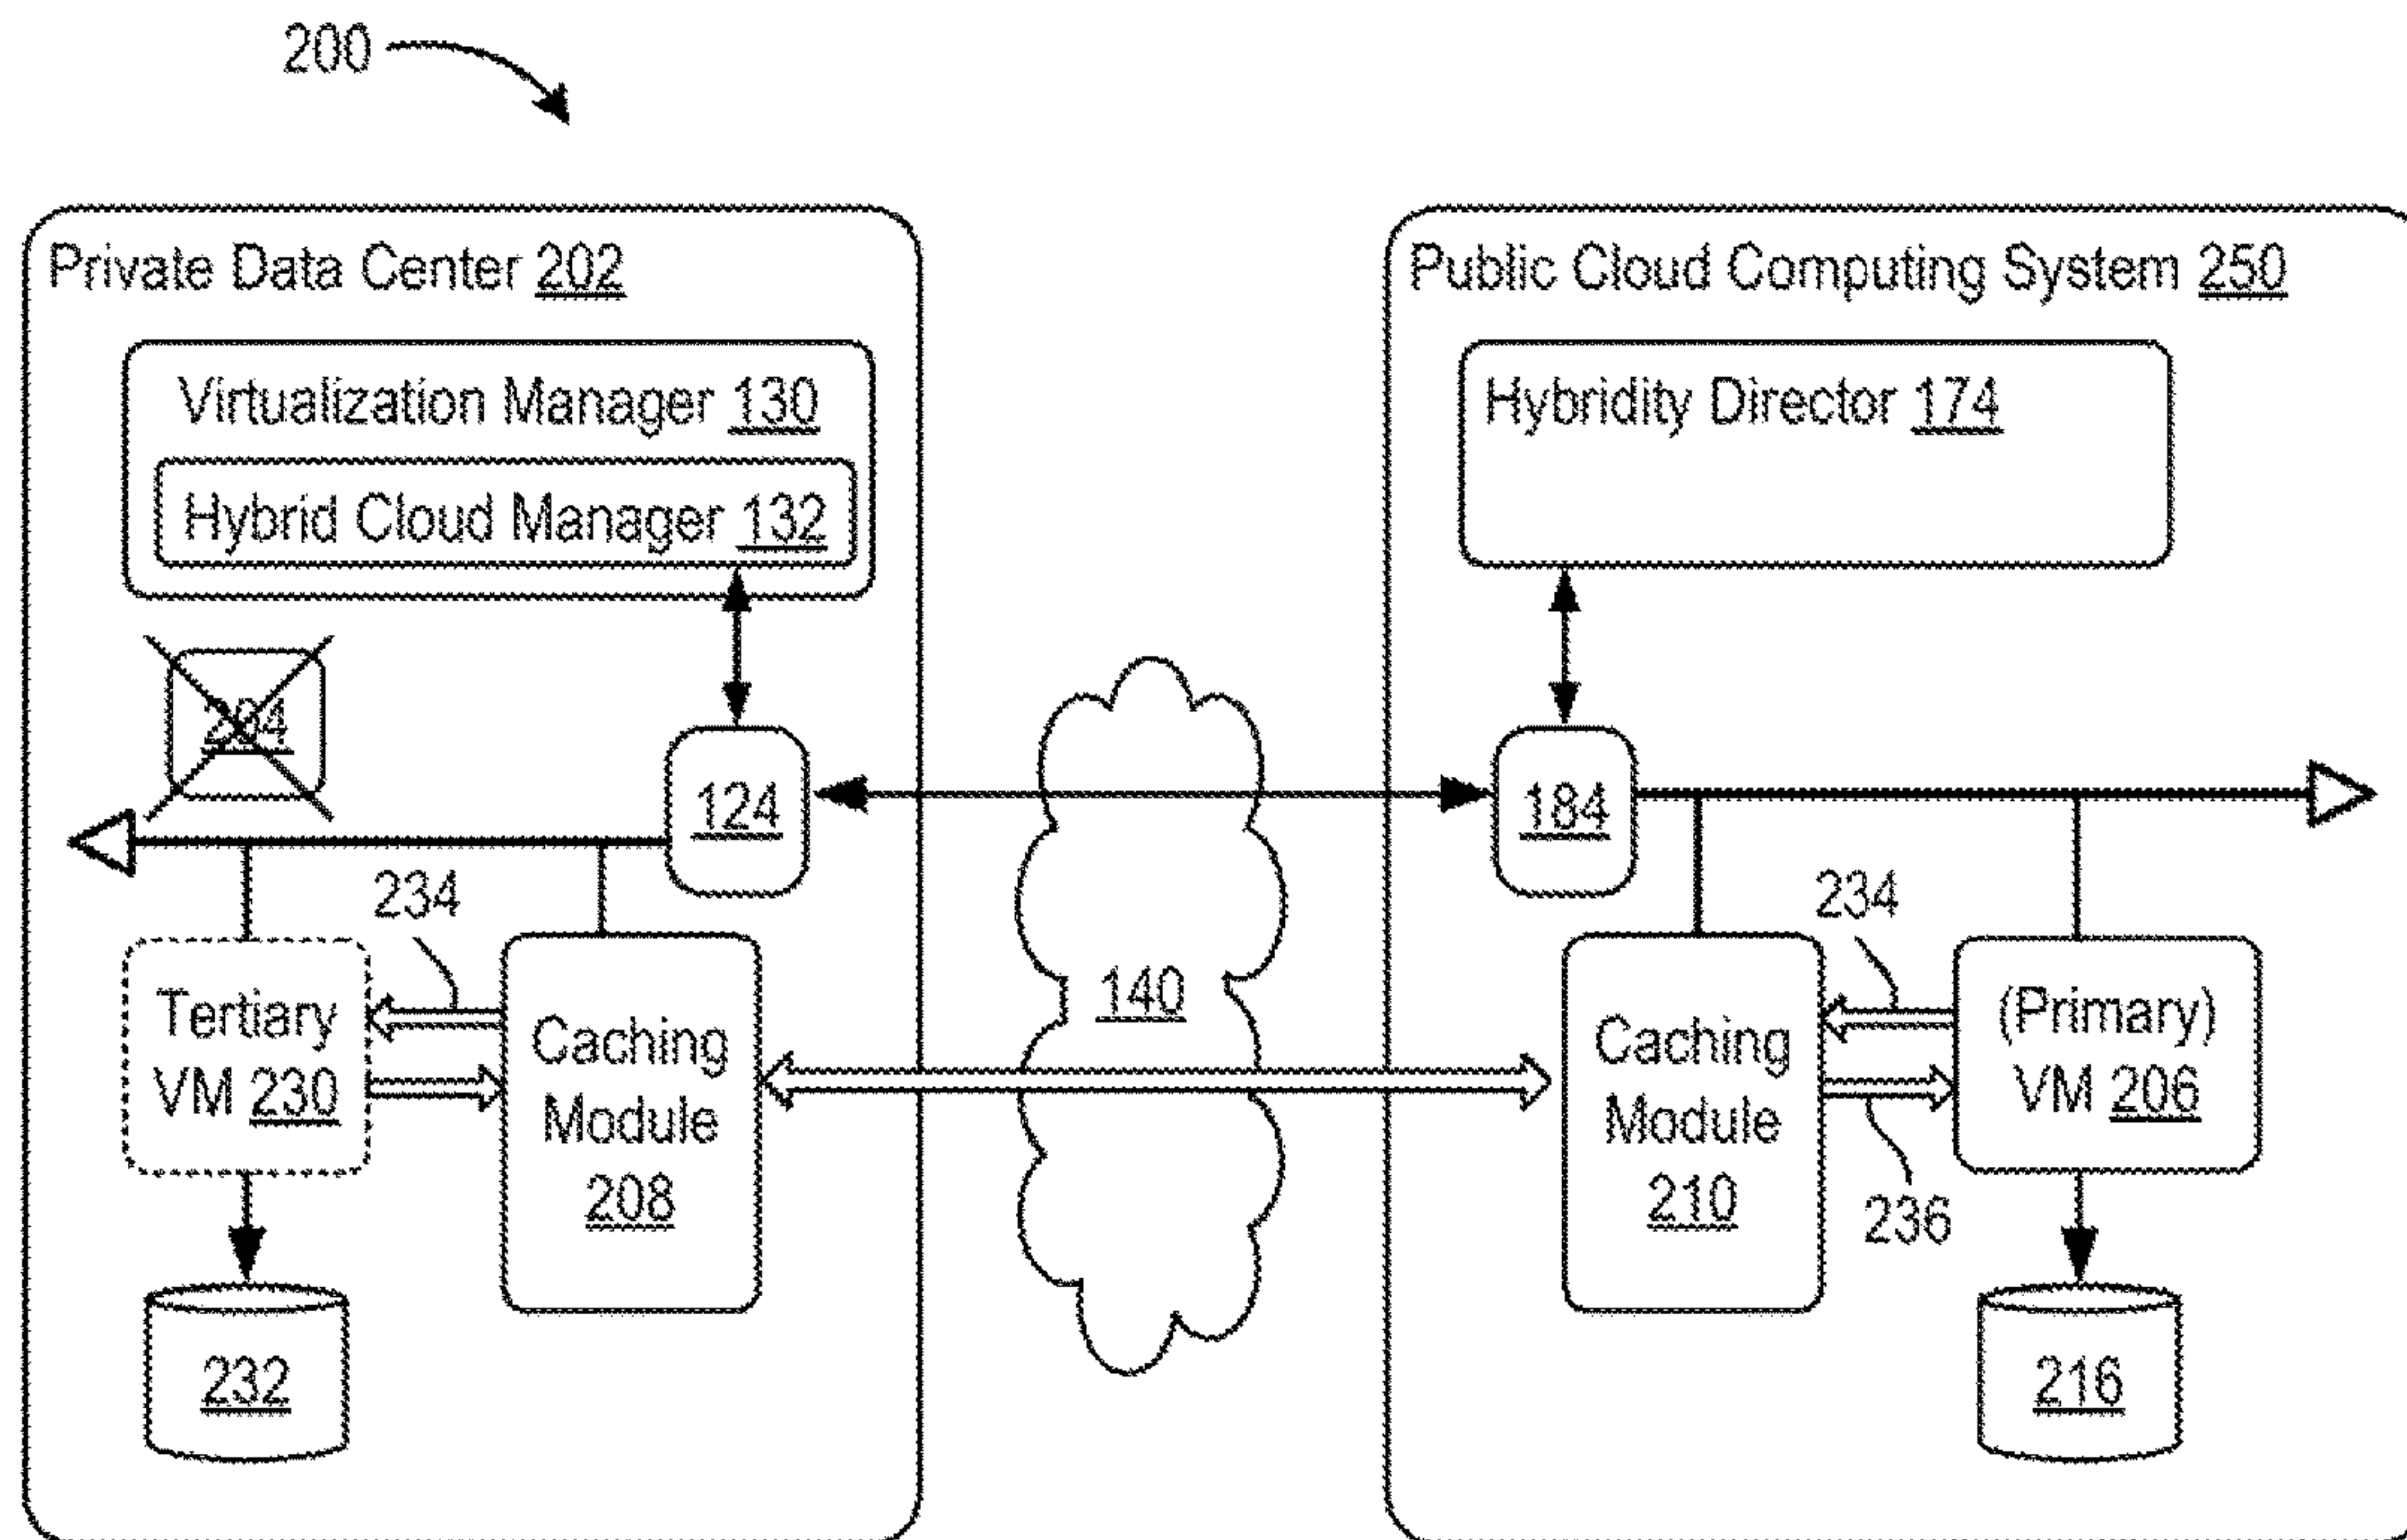 200
Private Data Center 202
Virtualization Manager 130
Hybrid Cloud Manager 132
204
124
234
Tertiary
VM 230
Caching
Module
208
232
140
Public Cloud Computing System 250
Hybridity Director 174
184
234
Caching
Module
210
(Primary)
VM 206
236
216